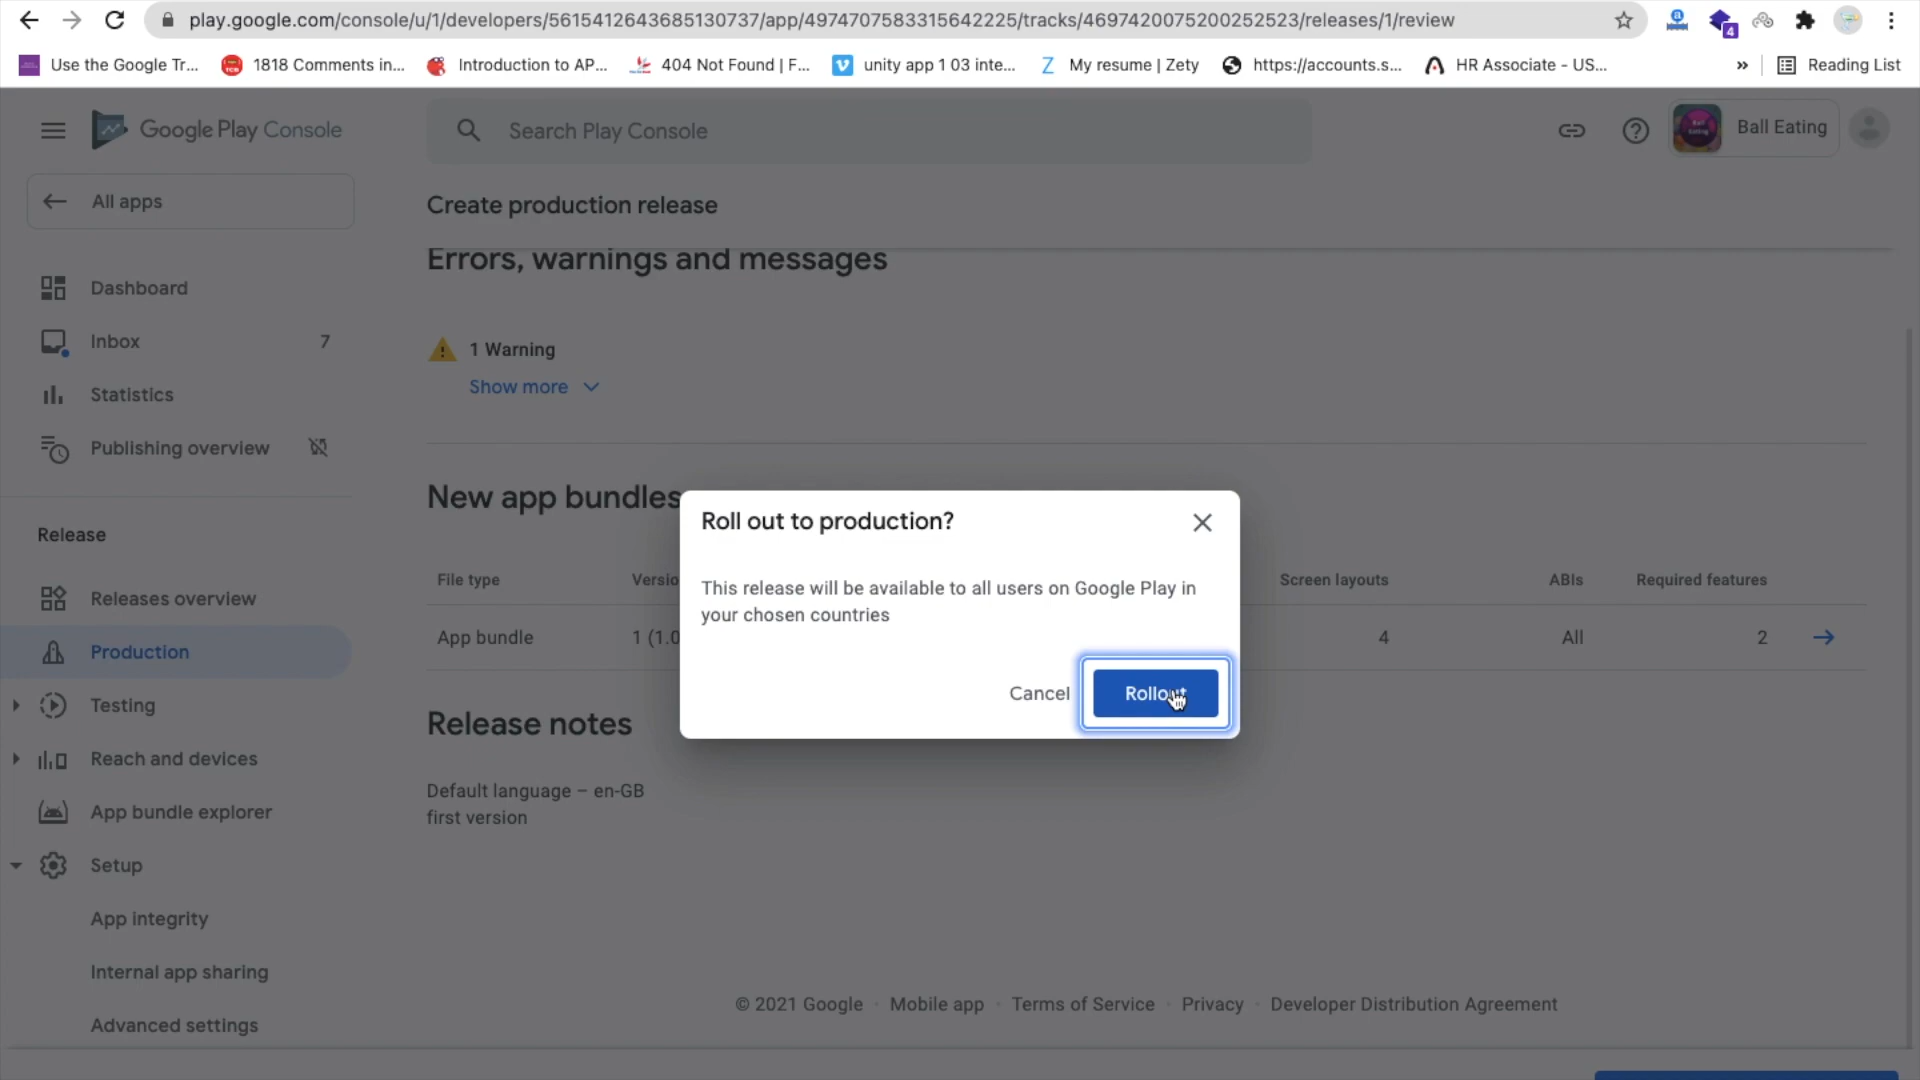 play.google.com/console/u/1/developers/5615412643685130737/app/4974707583315642225/tracks/4697420075200252523/releases/1/review
4
Use the Google Tr...
1818 Comments in...
Introduction to AP...
404 Not Found | F...
unity app 1 03 inte...
My resume | Zety
https://accounts.s...
HR Associate - US...
»
Reading List
Google Play Console
Search Play Console
Ball Eating
All apps
Create production release
Errors, warnings and messages
Dashboard
Inbox
7
1 Warning
Show more
Statistics
Publishing overview
New app bundles
Roll out to production?
Release
File type
Versio
This release will be available to all users on Google Play in
your chosen countries
Screen layouts
ABIs
Required features
Releases overview
App bundle
1 (1.0
4
All
2
Production
Cancel
Rollout
Testing
Release notes
Reach and devices
Default language – en-GB
first version
App bundle explorer
Setup
App integrity
Internal app sharing
© 2021 Google · Mobile app · Terms of Service · Privacy · Developer Distribution Agreement
Advanced settings